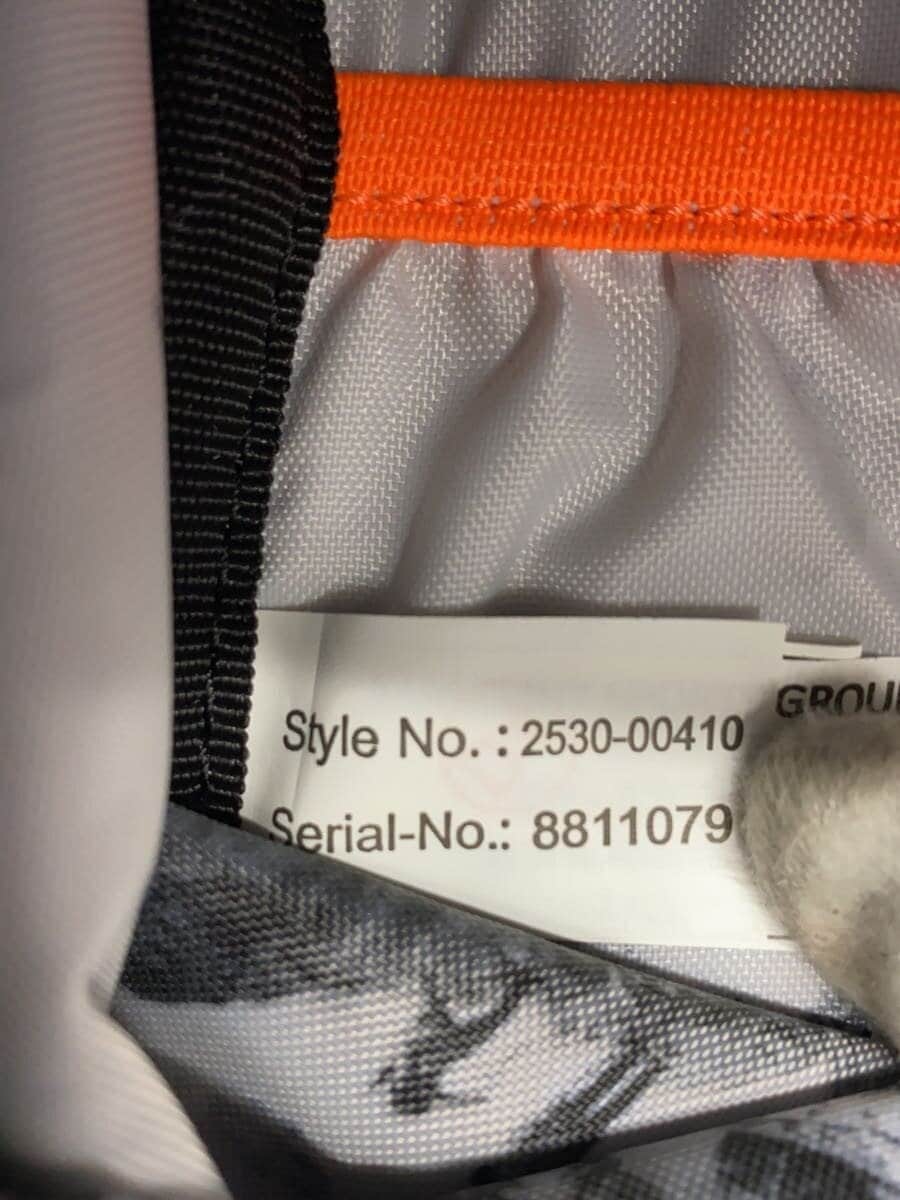 Style No. : 2530-00410
Serial-No.: 8811079